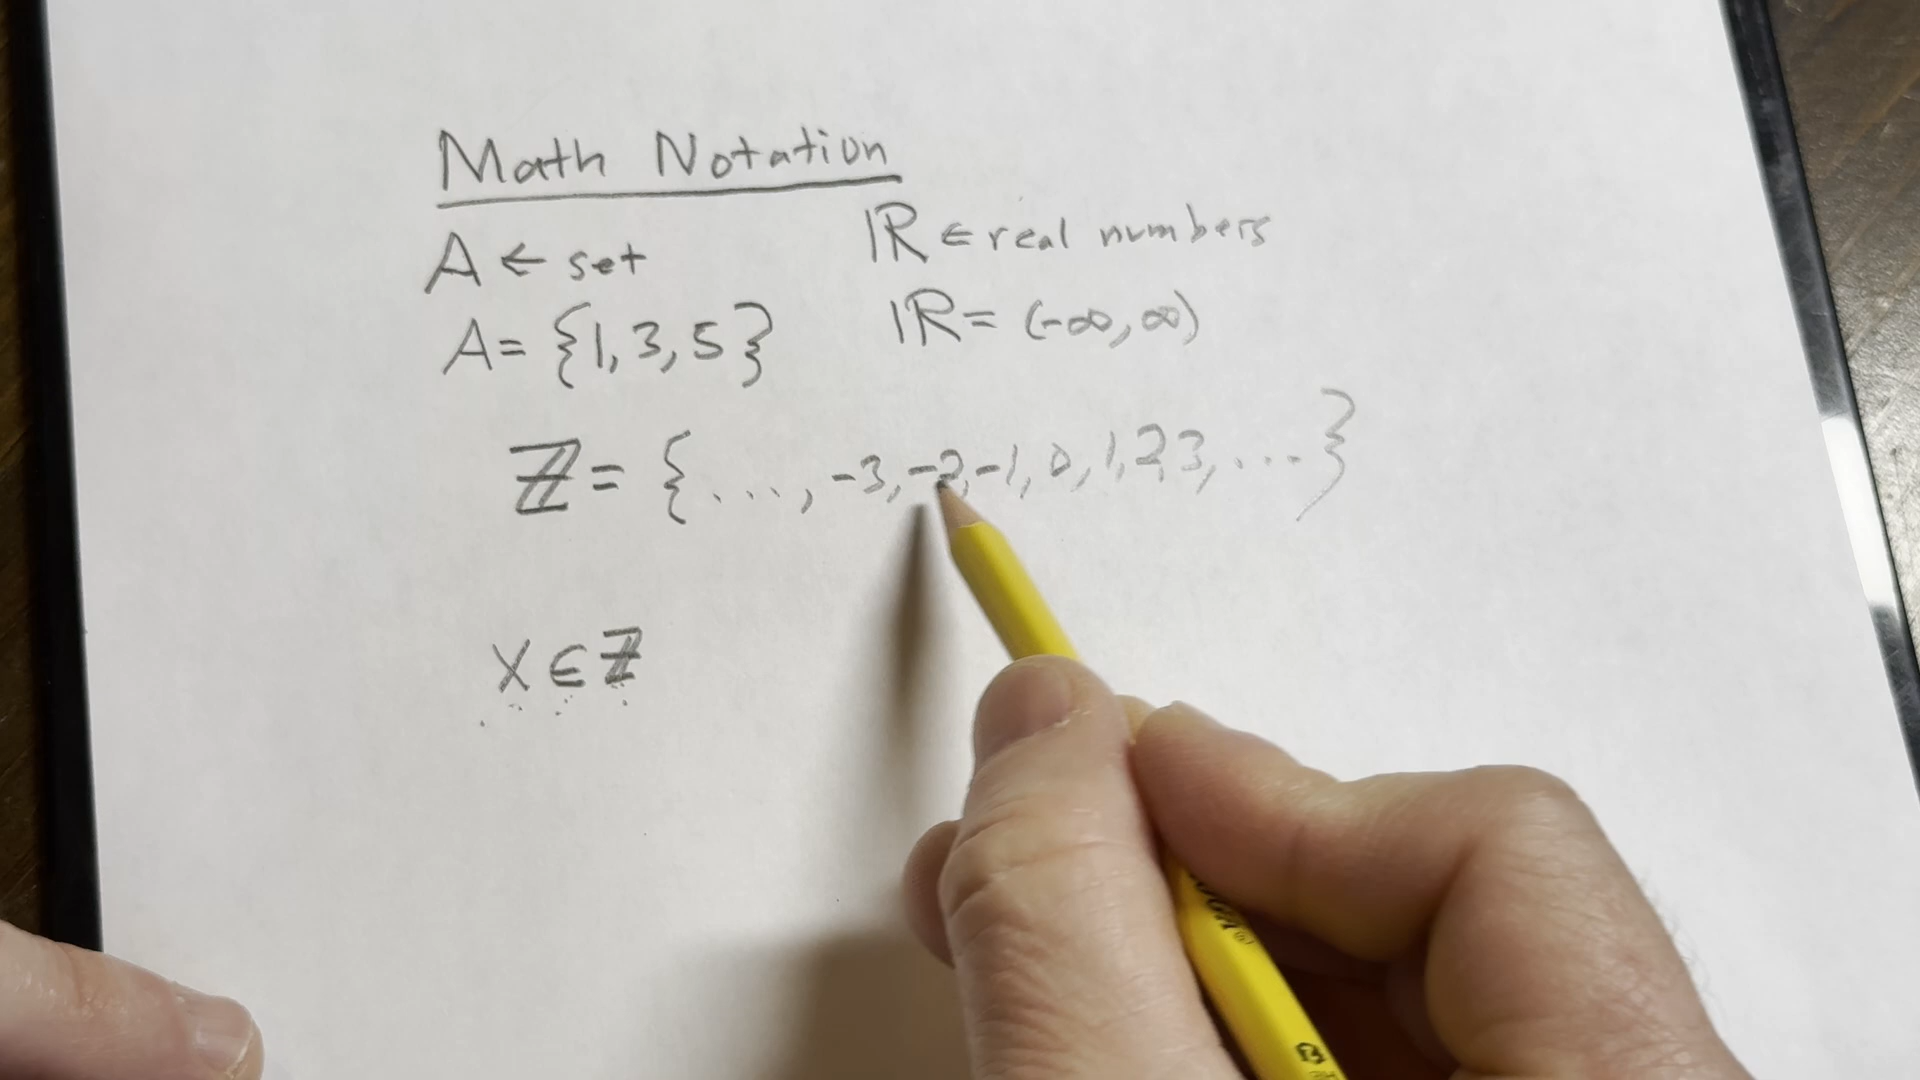 Math Notation
A ← set
A = {1, 3, 5}
ℝ ← real numbers
ℝ = (-∞, ∞)
ℤ = {..., -3, -2, -1, 0, 1, 2, 3, ...}
X ∈ ℤ